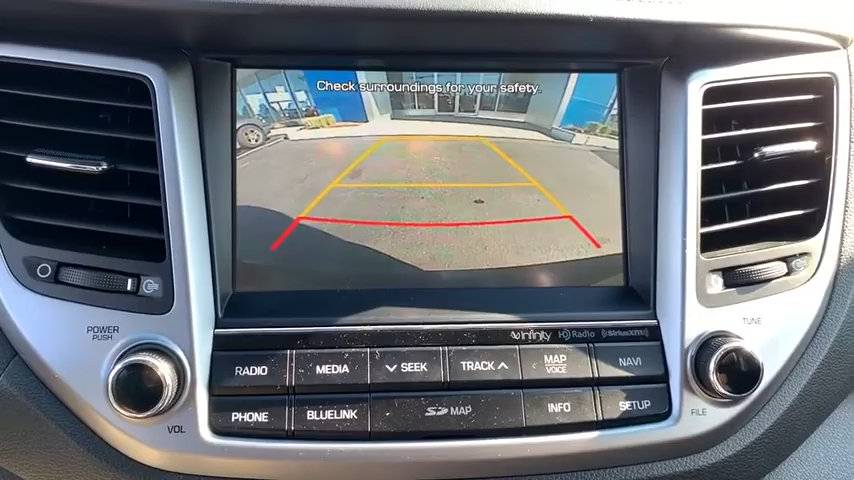 Check surroundings for your safety.
POWER
PUSH
TUNE
Infinity HD Radio SiriusXM
RADIO MEDIA SEEK TRACK MAP VOICE NAVI
PHONE BLUELINK SD MAP INFO SETUP
VOL
FILE